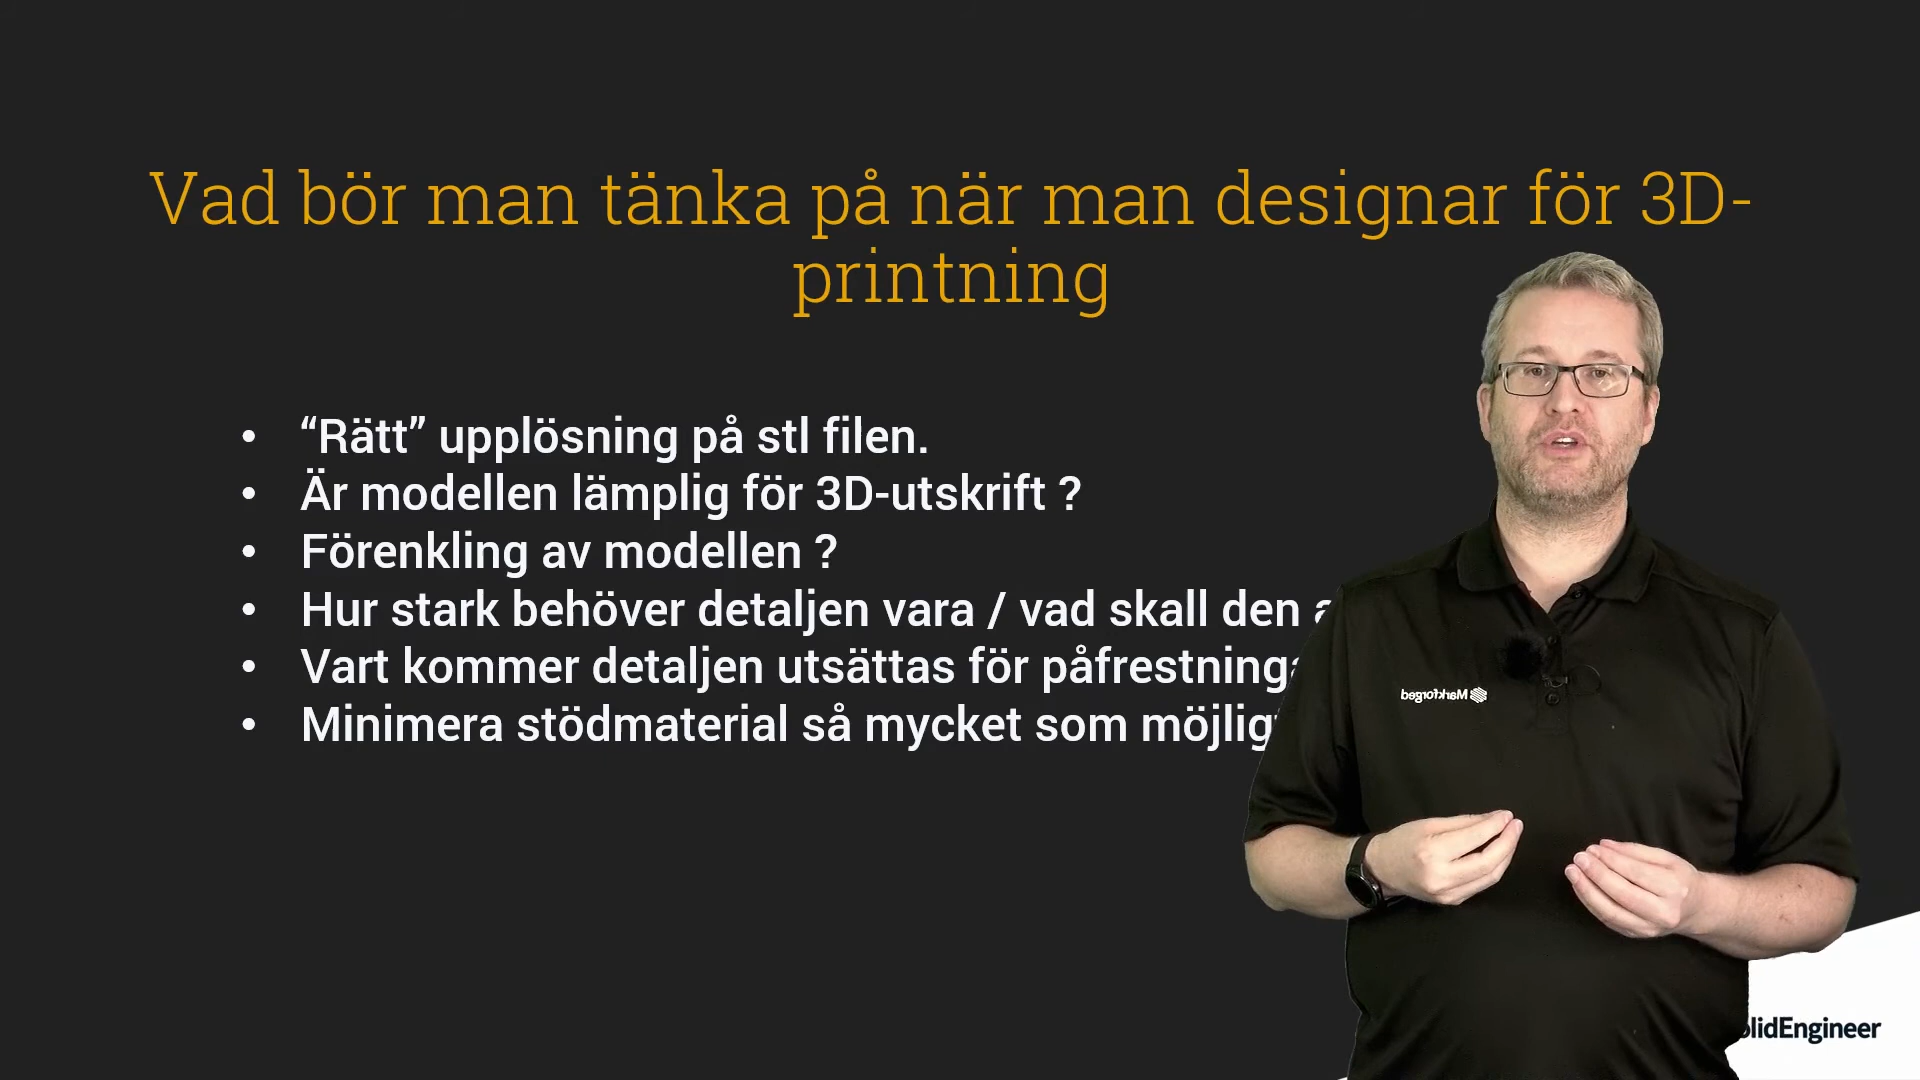 Vad bör man tänka på när man designar för 3D-
printning
• “Rätt” upplösning på stl filen.
• Är modellen lämplig för 3D-utskrift ?
• Förenkling av modellen ?
• Hur stark behöver detaljen vara / vad skall den
• Vart kommer detaljen utsättas för
• Minimera stödmaterial så mycket som
Markforged